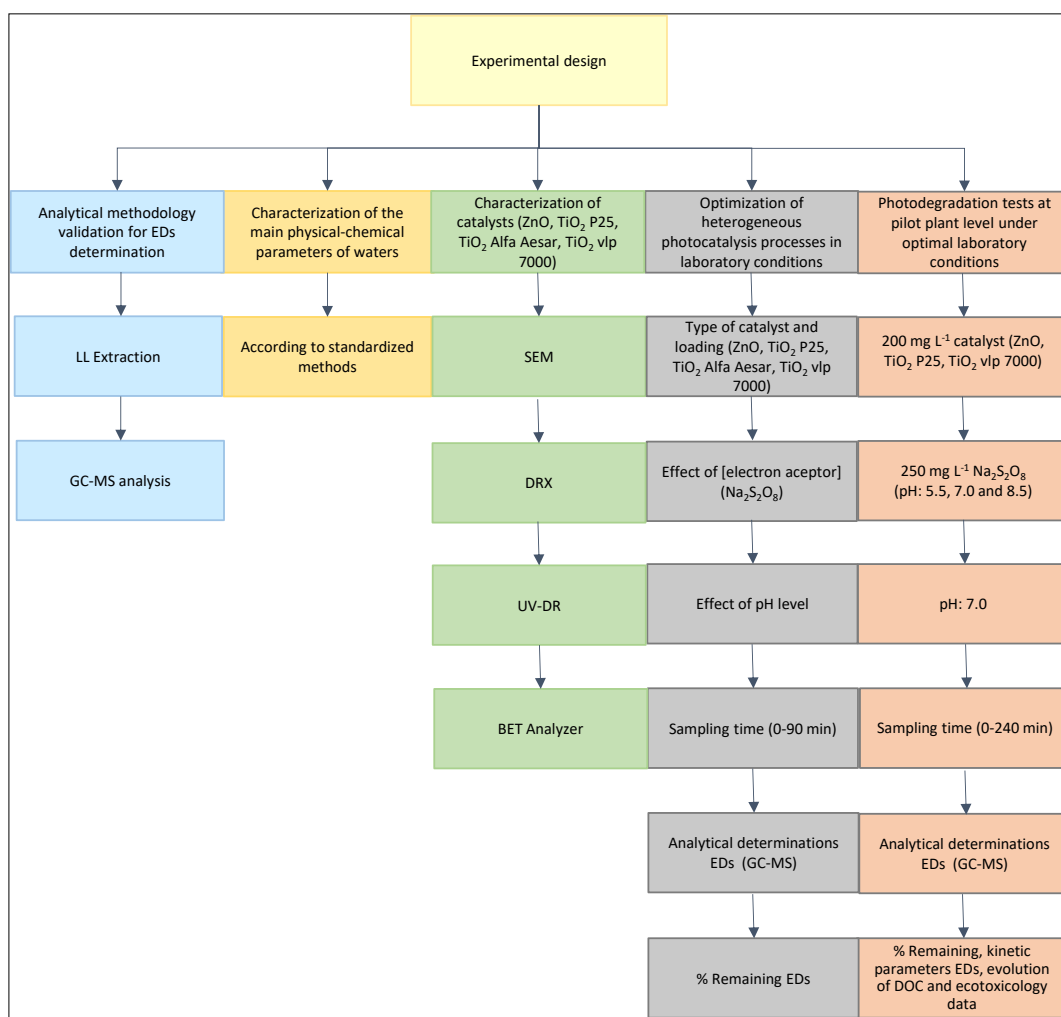 Experimental design
Analytical methodology
validation for EDs
determination
Characterization of the
main physical-chemical
parameters of waters
Characterization of
catalysts (ZnO, TiO₂ P25,
TiO₂ Alfa Aesar, TiO₂ vlp
7000)
Optimization of
heterogeneous
photocatalysis processes in
laboratory conditions
Photodegradation tests at
pilot plant level under
optimal laboratory
conditions
LL Extraction
According to standardized
methods
SEM
Type of catalyst and
loading (ZnO, TiO₂ P25,
TiO₂ Alfa Aesar, TiO₂ vlp
7000)
200 mg L⁻¹ catalyst (ZnO,
TiO₂ P25, TiO₂ vlp 7000)
GC-MS analysis
DRX
Effect of [electron aceptor]
(Na₂S₂O₈)
250 mg L⁻¹ Na₂S₂O₈
(pH: 5.5, 7.0 and 8.5)
UV-DR
Effect of pH level
pH: 7.0
BET Analyzer
Sampling time (0-90 min)
Sampling time (0-240 min)
Analytical determinations
EDs (GC-MS)
Analytical determinations
EDs (GC-MS)
% Remaining EDs
% Remaining, kinetic
parameters EDs, evolution
of DOC and ecotoxicology
data